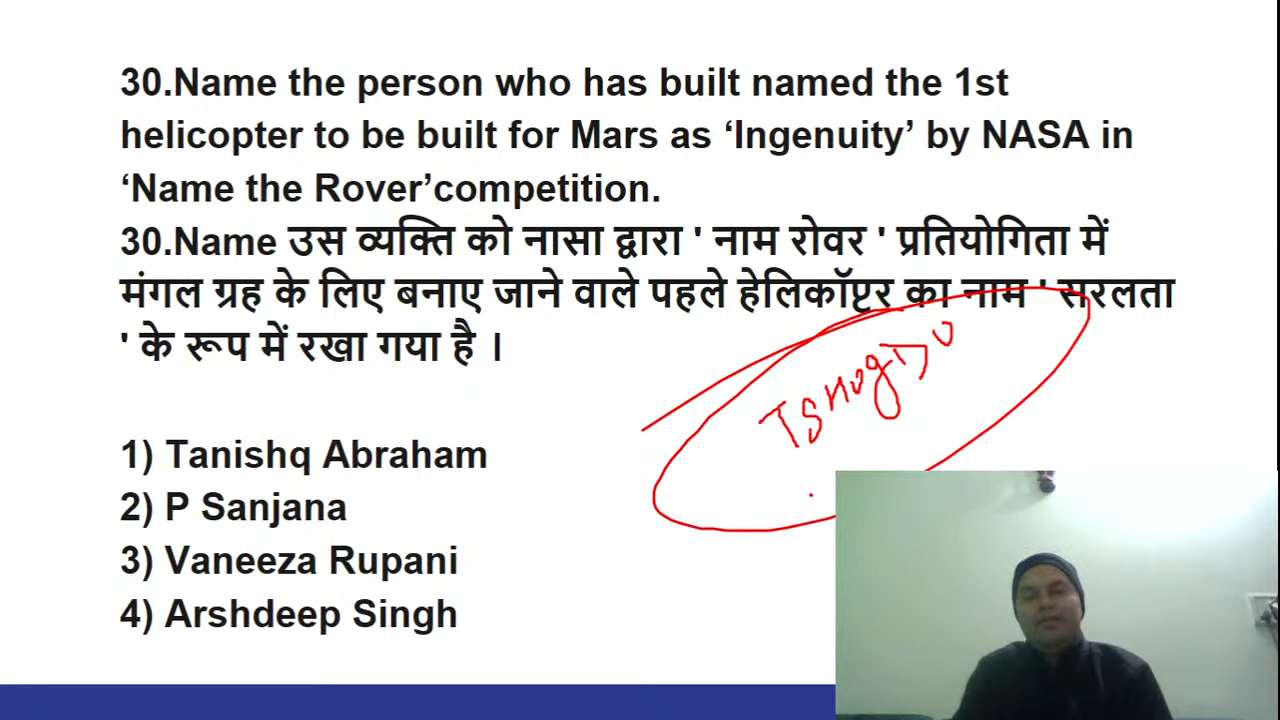 30.Name the person who has built named the 1st
helicopter to be built for Mars as ‘Ingenuity’ by NASA in
‘Name the Rover’competition.
30.Name उस व्यक्ति को नासा द्वारा ' नाम रोवर ' प्रतियोगिता में
मंगल ग्रह के लिए बनाए जाने वाले पहले हेलिकॉप्टर का नाम ' सरलता
' के रूप में रखा गया है ।
1) Tanishq Abraham
2) P Sanjana
3) Vaneeza Rupani
4) Arshdeep Singh